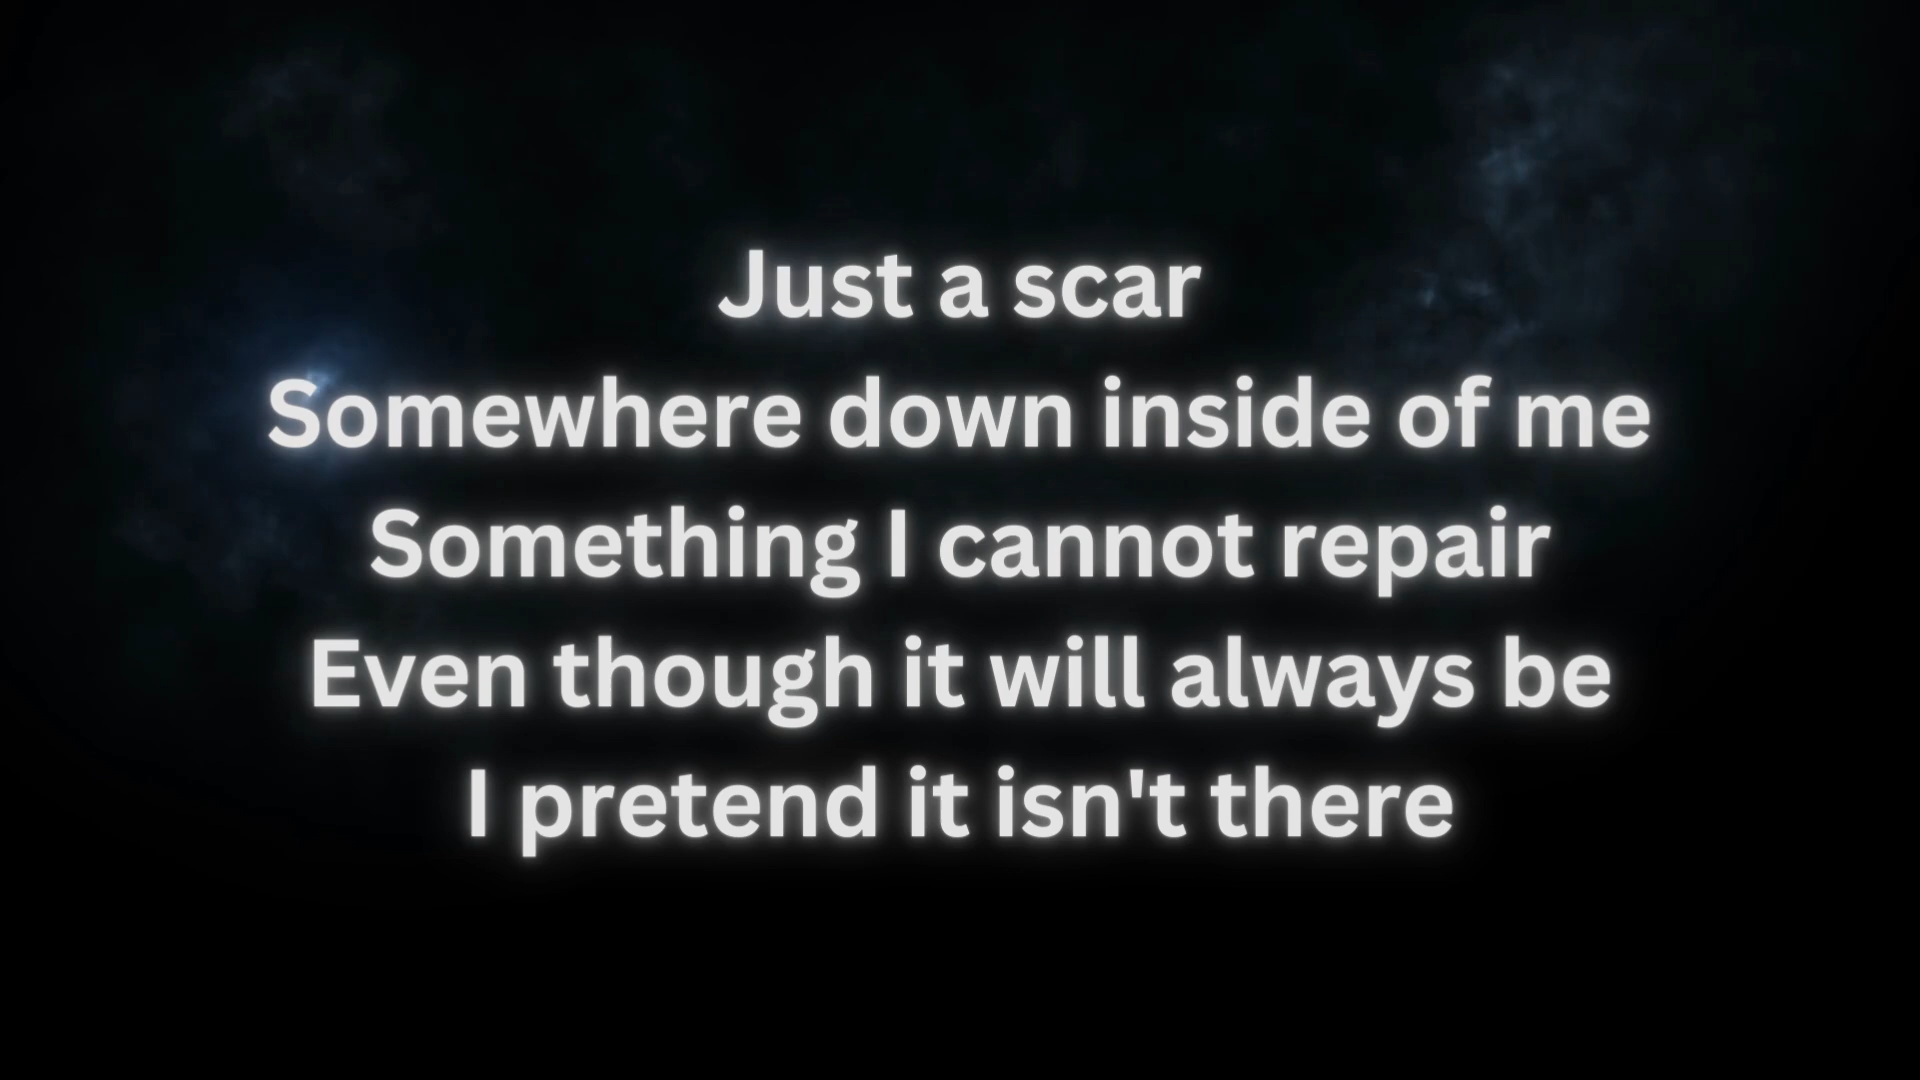 Just a scar
Somewhere down inside of me
Something I cannot repair
Even though it will always be
I pretend it isn't there